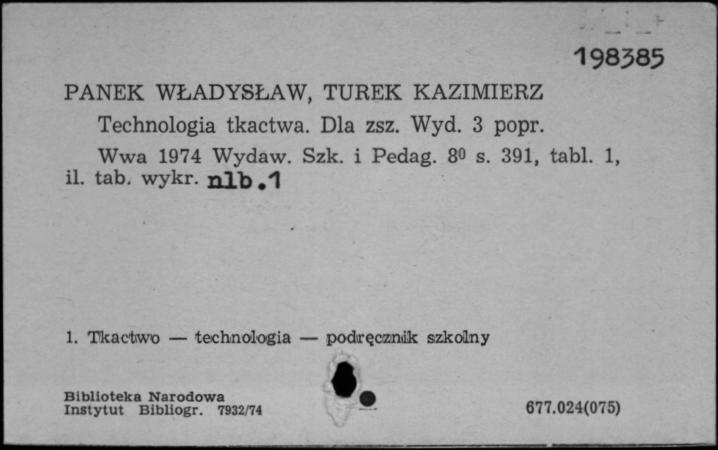 198385
PANEK WŁADYSŁAW, TUREK KAZIMIERZ
Technologia tkactwa. Dla zsz. Wyd. 3 popr.
Wwa 1974 Wydaw. Szk. i Pedag. 8⁰ s. 391, tabl. 1,
il. tab. wykr. nlb.1
1. Tkactwo — technologia — podręcznik szkolny
Biblioteka Narodowa
Instytut Bibliogr. 7932/74
677.024(075)